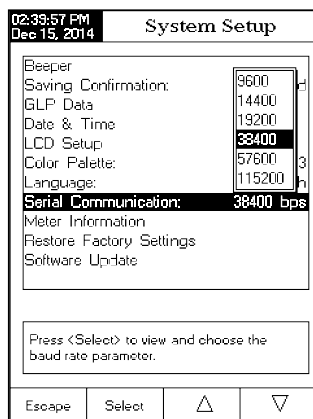 02:39:57 PM
Dec 15, 2014
System Setup
Beeper
Saving Confirmation:
GLP Data
Date & Time
LCD Setup
Color Palette: 3
Language: h
Serial Communication: 38400 bps
Meter Information
Restore Factory Settings
Software Update
9600
14400
19200
38400
57600
115200
Press <Select> to view and choose the
baud rate parameter.
Escape Select △ ▽